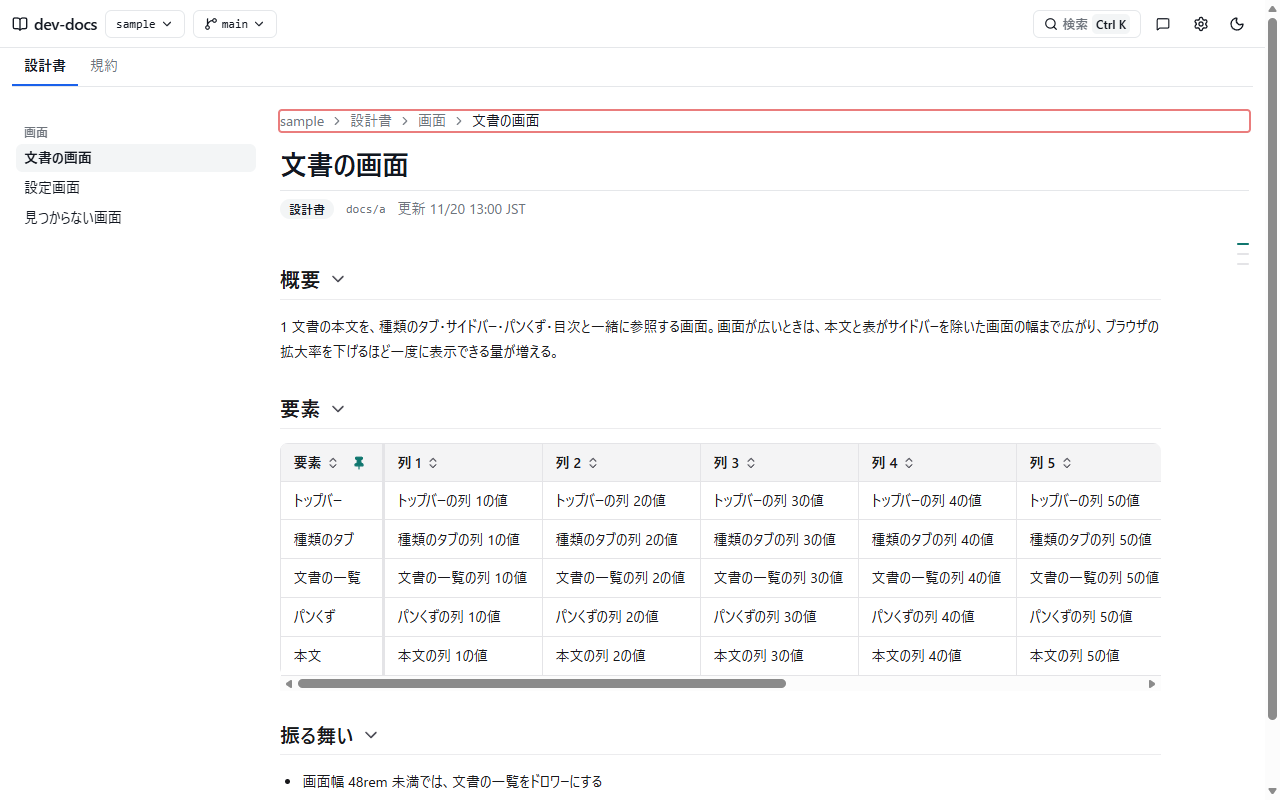 dev-docs sample main 検索 Ctrl K
設計書 規約
sample 設計書 画面 文書の画面
画面
文書の画面
設定画面
見つからない画面
文書の画面
設計書 docs/a 更新 11/20 13:00 JST
概要
1 文書の本文を、種類のタブ・サイドバー・パンくず・目次と一緒に参照する画面。画面が広いときは、本文と表がサイドバーを除いた画面の幅まで広がり、ブラウザの
拡大率を下げるほど一度に表示できる量が増える。
要素
要素 列 1 列 2 列 3 列 4 列 5
トップバー トップバーの列 1の値 トップバーの列 2の値 トップバーの列 3の値 トップバーの列 4の値 トップバーの列 5の値
種類のタブ 種類のタブの列 1の値 種類のタブの列 2の値 種類のタブの列 3の値 種類のタブの列 4の値 種類のタブの列 5の値
文書の一覧 文書の一覧の列 1の値 文書の一覧の列 2の値 文書の一覧の列 3の値 文書の一覧の列 4の値 文書の一覧の列 5の値
パンくず パンくずの列 1の値 パンくずの列 2の値 パンくずの列 3の値 パンくずの列 4の値 パンくずの列 5の値
本文 本文の列 1の値 本文の列 2の値 本文の列 3の値 本文の列 4の値 本文の列 5の値
振る舞い
• 画面幅 48rem 未満では、文書の一覧をドロワーにする